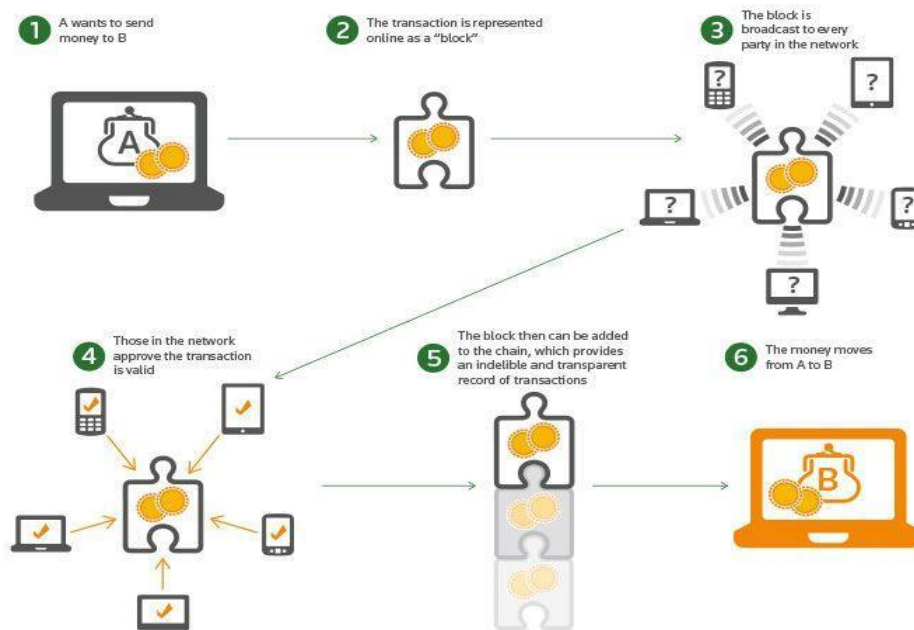 1
A wants to send
money to B
2
The transaction is represented
online as a “block”
3
The block is
broadcast to every
party in the network
A
?
?
?
?
?
4
Those in the network
approve the transaction
is valid
5
The block then can be added
to the chain, which provides
an indelible and transparent
record of transactions
6
The money moves
from A to B
B